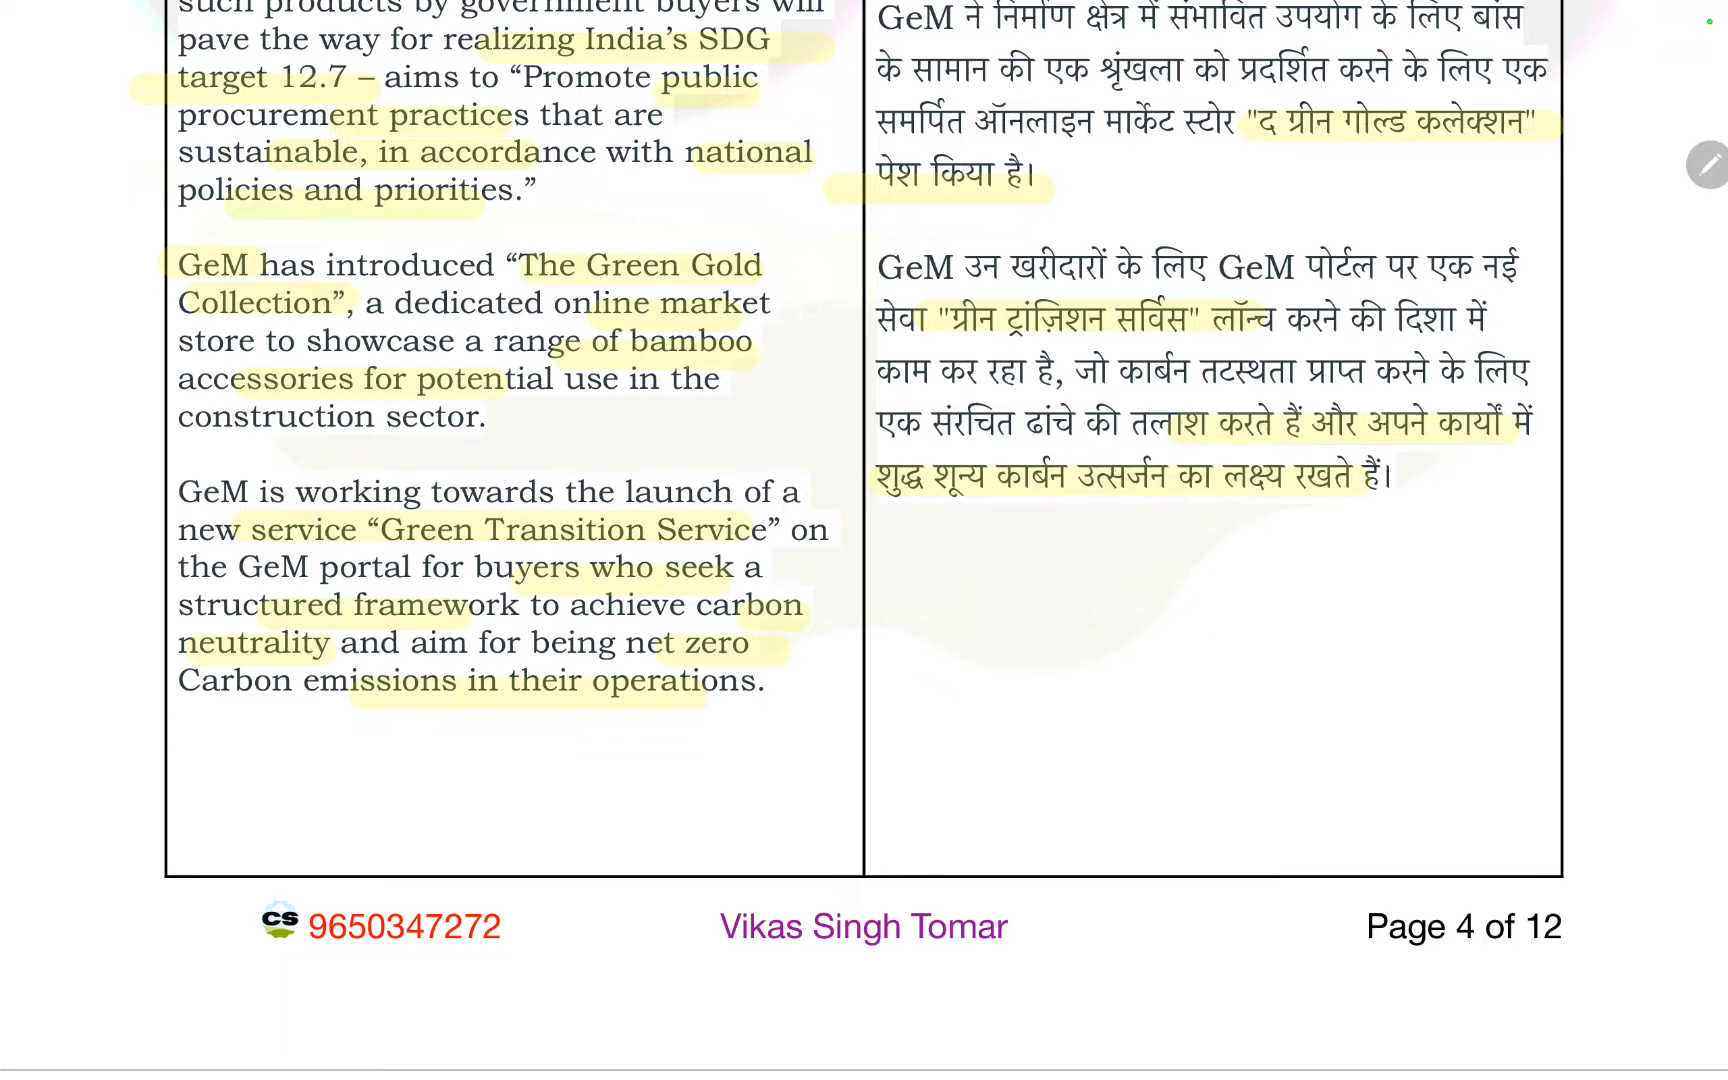 such products by government buyers will
pave the way for realizing India’s SDG
target 12.7 – aims to “Promote public
procurement practices that are
sustainable, in accordance with national
policies and priorities.”
GeM has introduced “The Green Gold
Collection”, a dedicated online market
store to showcase a range of bamboo
accessories for potential use in the
construction sector.
GeM is working towards the launch of a
new service “Green Transition Service” on
the GeM portal for buyers who seek a
structured framework to achieve carbon
neutrality and aim for being net zero
Carbon emissions in their operations.
GeM ने निर्माण क्षेत्र में संभावित उपयोग के लिए बांस
के सामान की एक श्रृंखला को प्रदर्शित करने के लिए एक
समर्पित ऑनलाइन मार्केट स्टोर "द ग्रीन गोल्ड कलेक्शन"
पेश किया है।
GeM उन खरीदारों के लिए GeM पोर्टल पर एक नई
सेवा "ग्रीन ट्रांज़िशन सर्विस" लॉन्च करने की दिशा में
काम कर रहा है, जो कार्बन तटस्थता प्राप्त करने के लिए
एक संरचित ढांचे की तलाश करते हैं और अपने कार्यों में
शुद्ध शून्य कार्बन उत्सर्जन का लक्ष्य रखते हैं।
CS 9650347272 Vikas Singh Tomar Page 4 of 12